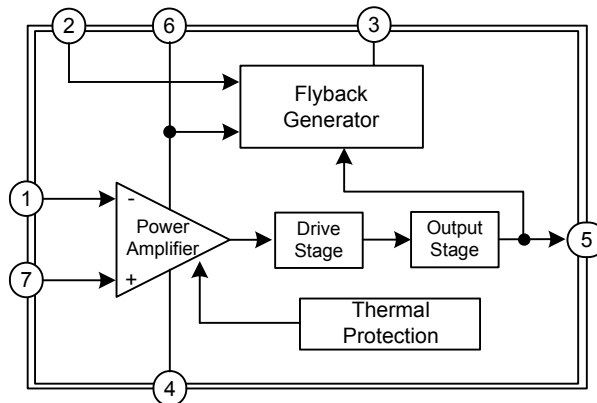 2
6
3
Flyback
Generator
1
-
Power
Amplifier
Drive
Stage
Output
Stage
5
7
+
Thermal
Protection
4